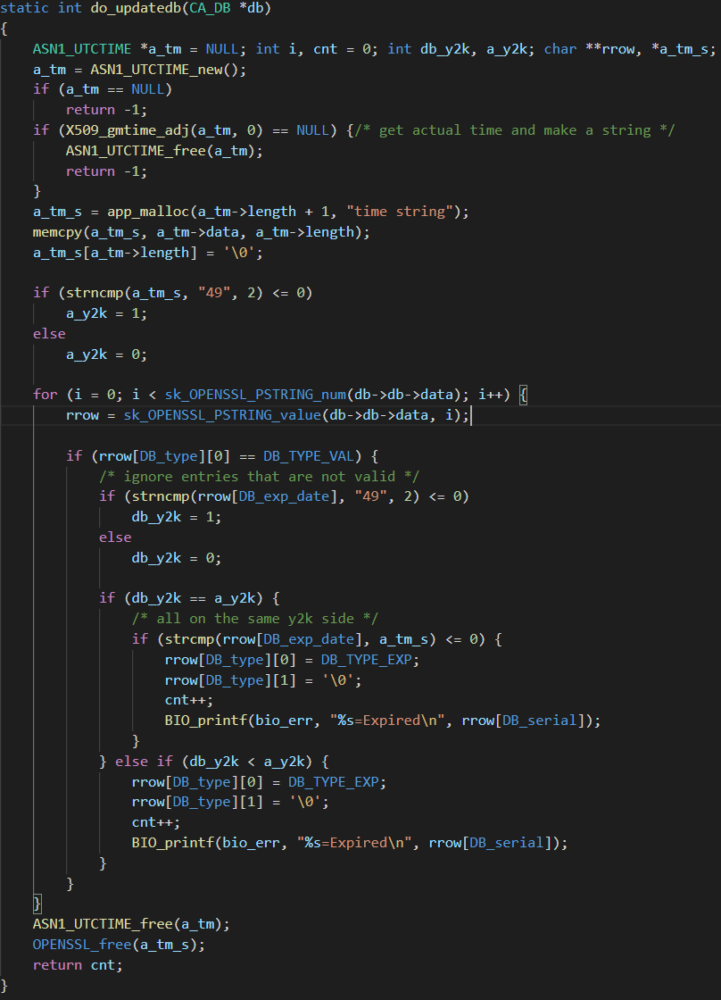 static int do_updatedb(CA_DB *db)
{
    ASN1_UTCTIME *a_tm = NULL; int i, cnt = 0; int db_y2k, a_y2k; char **rrow, *a_tm_s;
    a_tm = ASN1_UTCTIME_new();
    if (a_tm == NULL)
        return -1;
    if (X509_gmtime_adj(a_tm, 0) == NULL) {/* get actual time and make a string */
        ASN1_UTCTIME_free(a_tm);
        return -1;
    }
    a_tm_s = app_malloc(a_tm->length + 1, "time string");
    memcpy(a_tm_s, a_tm->data, a_tm->length);
    a_tm_s[a_tm->length] = '\0';

    if (strncmp(a_tm_s, "49", 2) <= 0)
        a_y2k = 1;
    else
        a_y2k = 0;

    for (i = 0; i < sk_OPENSSL_PSTRING_num(db->db->data); i++) {
        rrow = sk_OPENSSL_PSTRING_value(db->db->data, i);

        if (rrow[DB_type][0] == DB_TYPE_VAL) {
            /* ignore entries that are not valid */
            if (strncmp(rrow[DB_exp_date], "49", 2) <= 0)
                db_y2k = 1;
            else
                db_y2k = 0;

            if (db_y2k == a_y2k) {
                /* all on the same y2k side */
                if (strcmp(rrow[DB_exp_date], a_tm_s) <= 0) {
                    rrow[DB_type][0] = DB_TYPE_EXP;
                    rrow[DB_type][1] = '\0';
                    cnt++;
                    BIO_printf(bio_err, "%s=Expired\n", rrow[DB_serial]);
                }
            } else if (db_y2k < a_y2k) {
                rrow[DB_type][0] = DB_TYPE_EXP;
                rrow[DB_type][1] = '\0';
                cnt++;
                BIO_printf(bio_err, "%s=Expired\n", rrow[DB_serial]);
            }
        }
    }
    ASN1_UTCTIME_free(a_tm);
    OPENSSL_free(a_tm_s);
    return cnt;
}